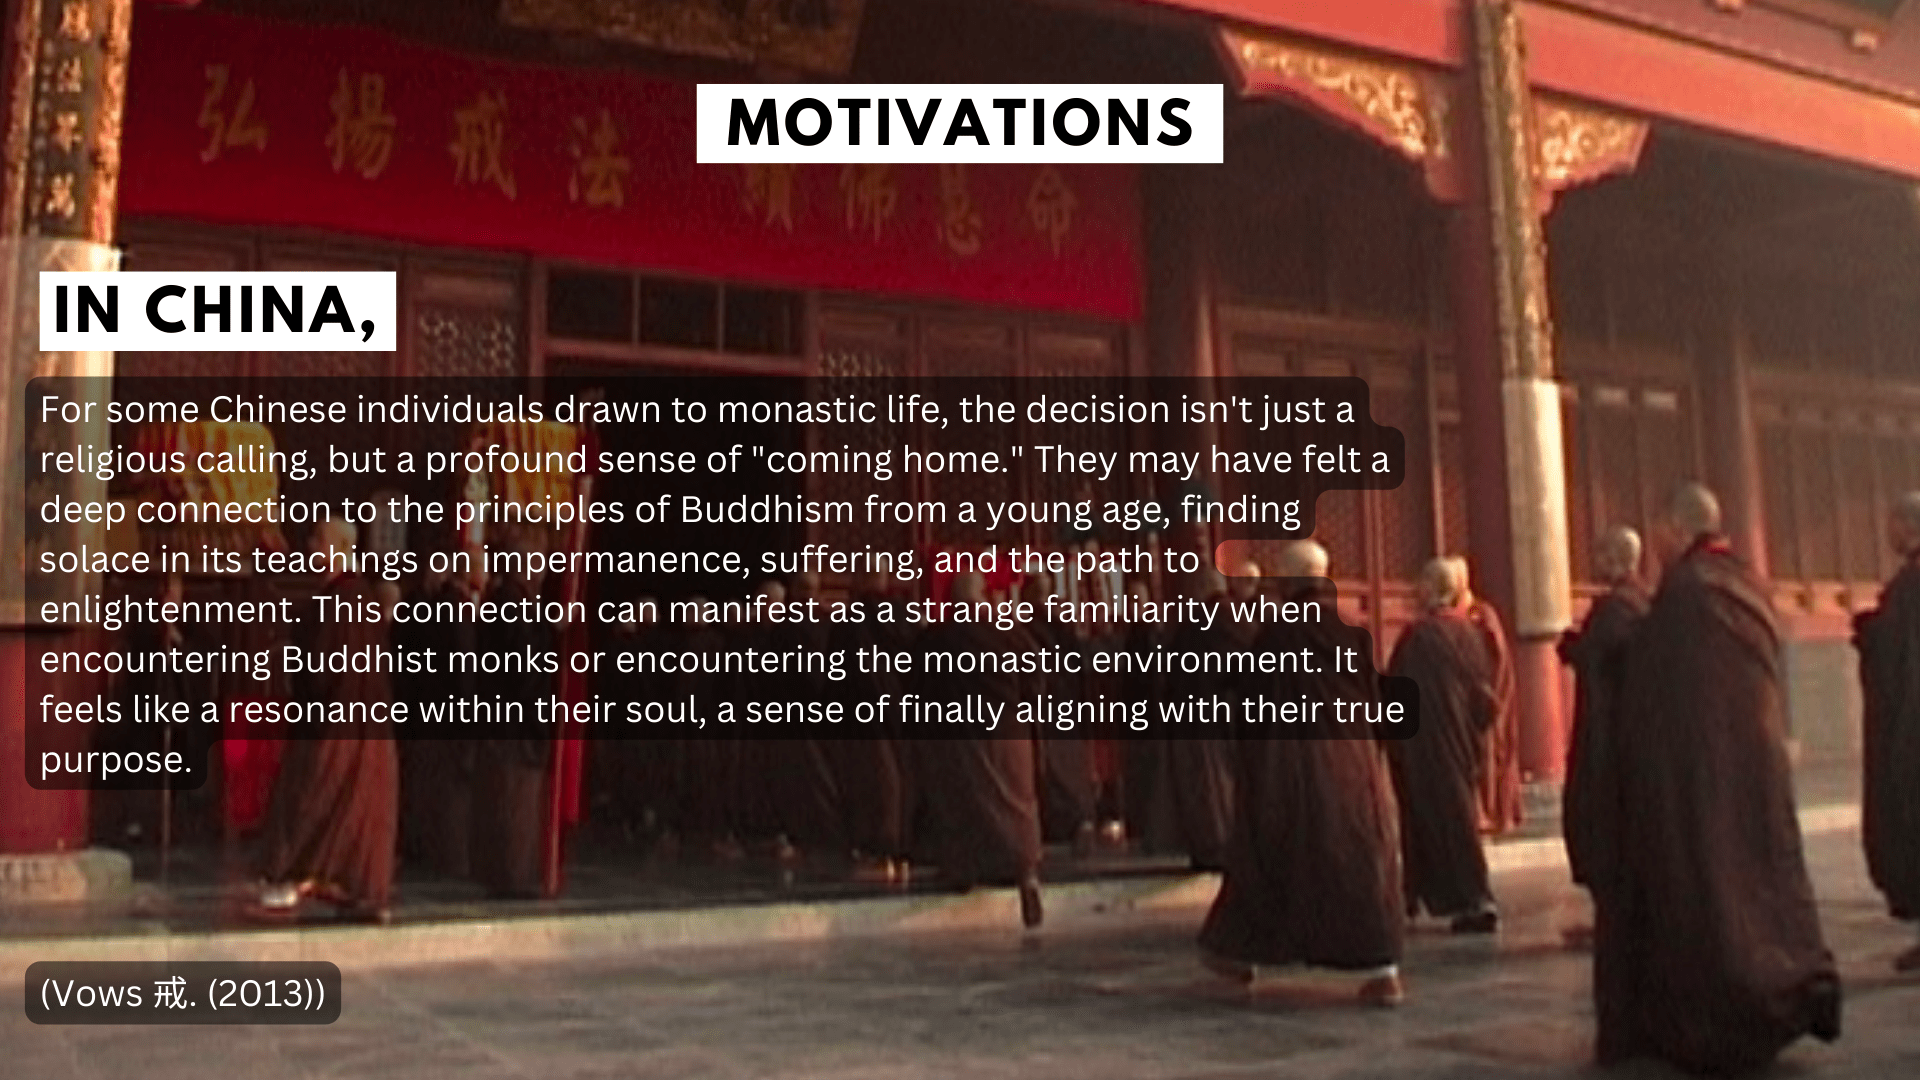 MOTIVATIONS
弘揚戒法 佛慧命
IN CHINA,
For some Chinese individuals drawn to monastic life, the decision isn't just a
religious calling, but a profound sense of "coming home." They may have felt a
deep connection to the principles of Buddhism from a young age, finding
solace in its teachings on impermanence, suffering, and the path to
enlightenment. This connection can manifest as a strange familiarity when
encountering Buddhist monks or encountering the monastic environment. It
feels like a resonance within their soul, a sense of finally aligning with their true
purpose.
(Vows 戒. (2013))